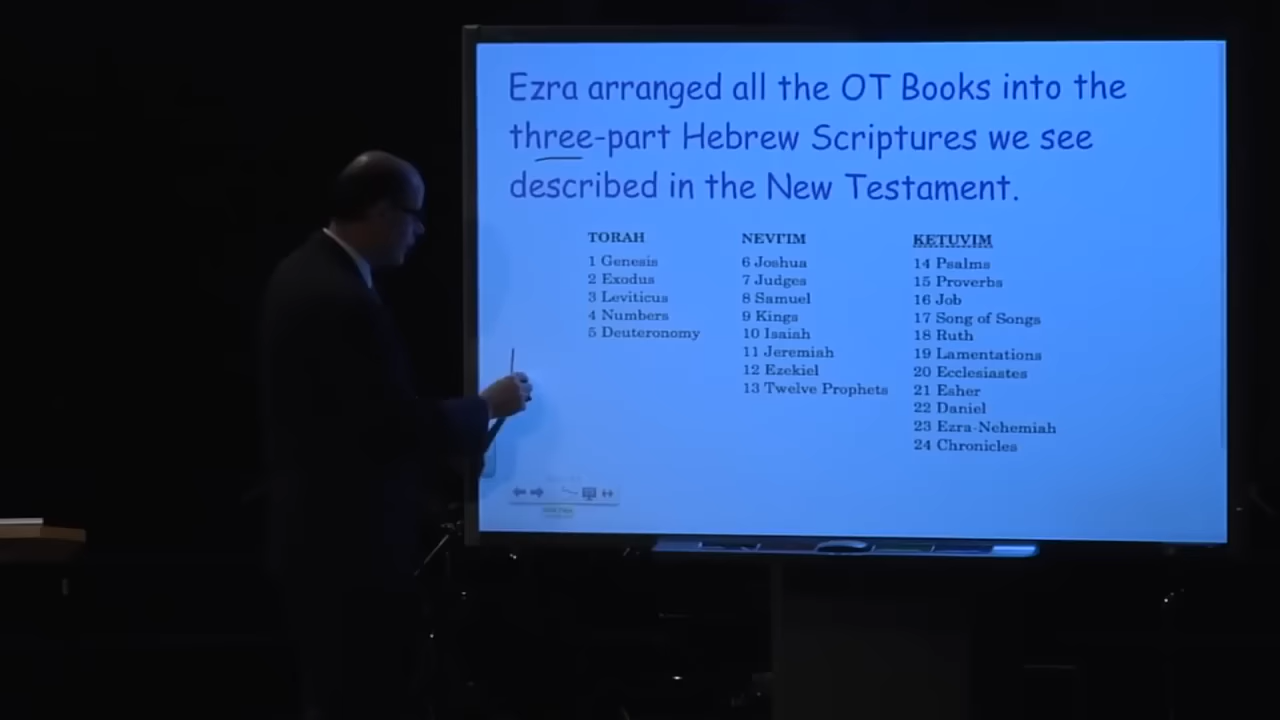 Ezra arranged all the OT Books into the
three-part Hebrew Scriptures we see
described in the New Testament.
TORAH
1 Genesis
2 Exodus
3 Leviticus
4 Numbers
5 Deuteronomy
NEVI'IM
6 Joshua
7 Judges
8 Samuel
9 Kings
10 Isaiah
11 Jeremiah
12 Ezekiel
13 Twelve Prophets
KETUVIM
14 Psalms
15 Proverbs
16 Job
17 Song of Songs
18 Ruth
19 Lamentations
20 Ecclesiastes
21 Esher
22 Daniel
23 Ezra-Nehemiah
24 Chronicles